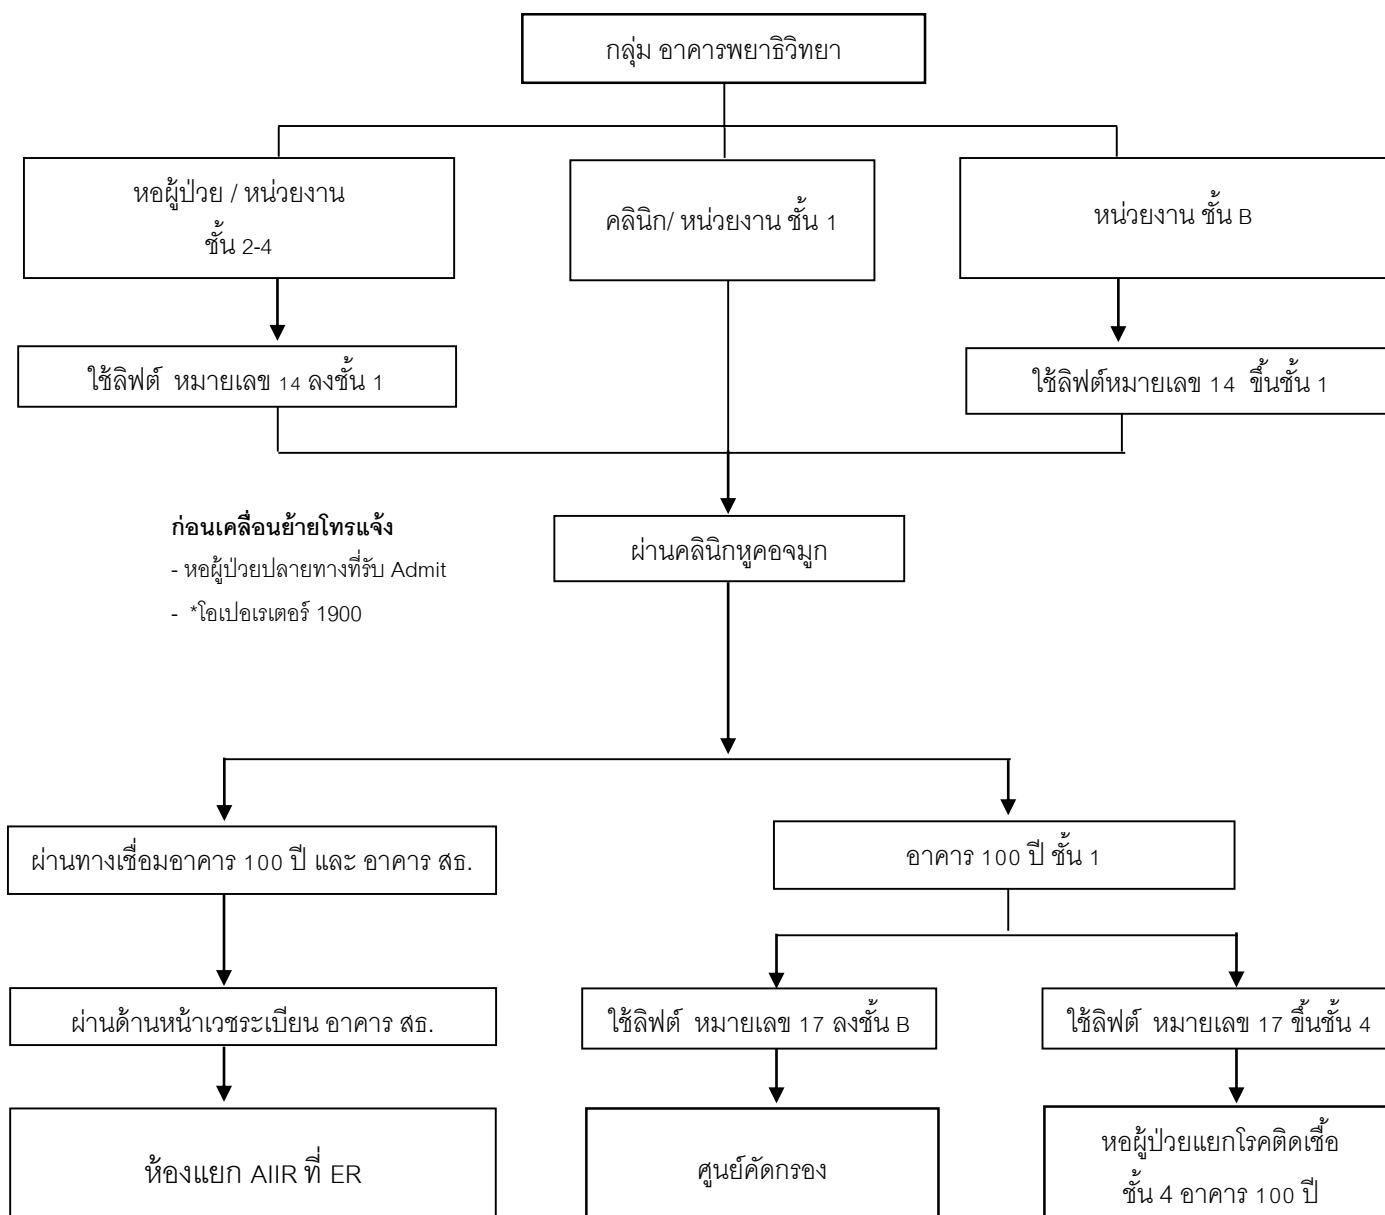 กลุ่ม อาคารพยาธิวิทยา
หอผู้ป่วย / หน่วยงาน
ชั้น 2-4
คลินิก/ หน่วยงาน ชั้น 1
หน่วยงาน ชั้น B
ใช้ลิฟต์ หมายเลข 14 ลงชั้น 1
ใช้ลิฟต์หมายเลข 14 ขึ้นชั้น 1
ก่อนเคลื่อนย้ายโทรแจ้ง
- หอผู้ป่วยปลายทางที่รับ Admit
- *โอเปอเรเตอร์ 1900
ผ่านคลินิกหูคอจมูก
ผ่านทางเชื่อมอาคาร 100 ปี และ อาคาร สธ.
อาคาร 100 ปี ชั้น 1
ผ่านด้านหน้าเวชระเบียน อาคาร สธ.
ใช้ลิฟต์ หมายเลข 17 ลงชั้น B
ใช้ลิฟต์ หมายเลข 17 ขึ้นชั้น 4
ห้องแยก AIIR ที่ ER
ศูนย์คัดกรอง
หอผู้ป่วยแยกโรคติดเชื้อ
ชั้น 4 อาคาร 100 ปี